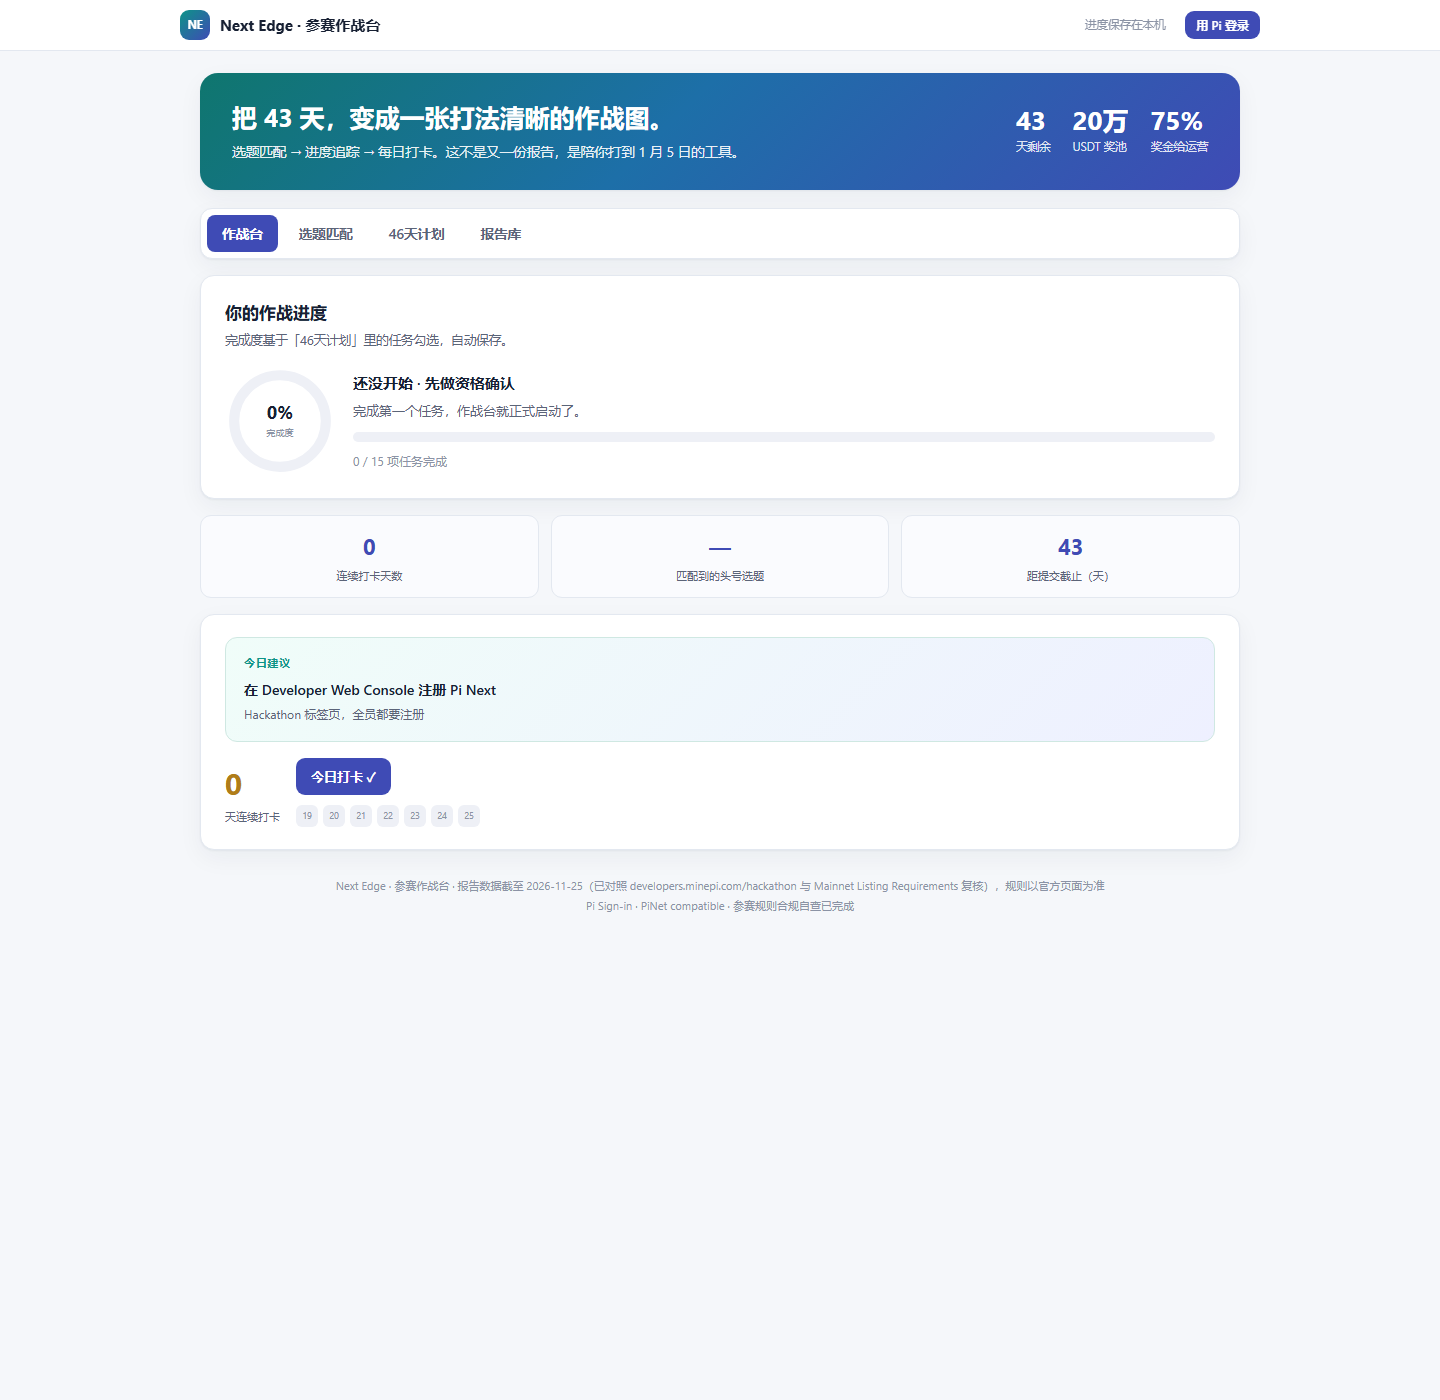 NE Next Edge · 参赛作战台
进度保存在本机
用 Pi 登录
把 43 天，变成一张打法清晰的作战图。
选题匹配 → 进度追踪 → 每日打卡。这不是又一份报告，是陪你打到 1 月 5 日的工具。
43
天剩余
20万
USDT 奖池
75%
奖金给运营
作战台 选题匹配 46天计划 报告库
你的作战进度
完成度基于「46天计划」里的任务勾选，自动保存。
0%
完成度
还没开始 · 先做资格确认
完成第一个任务，作战台就正式启动了。
0 / 15 项任务完成
0
连续打卡天数
—
匹配到的头号选题
43
距提交截止（天）
今日建议
在 Developer Web Console 注册 Pi Next
Hackathon 标签页，全员都要注册
0
天连续打卡
今日打卡 ✓
19 20 21 22 23 24 25
Next Edge · 参赛作战台 · 报告数据截至 2026-11-25（已对照 developers.minepi.com/hackathon 与 Mainnet Listing Requirements 复核），规则以官方页面为准
Pi Sign-in · PiNet compatible · 参赛规则合规自查已完成